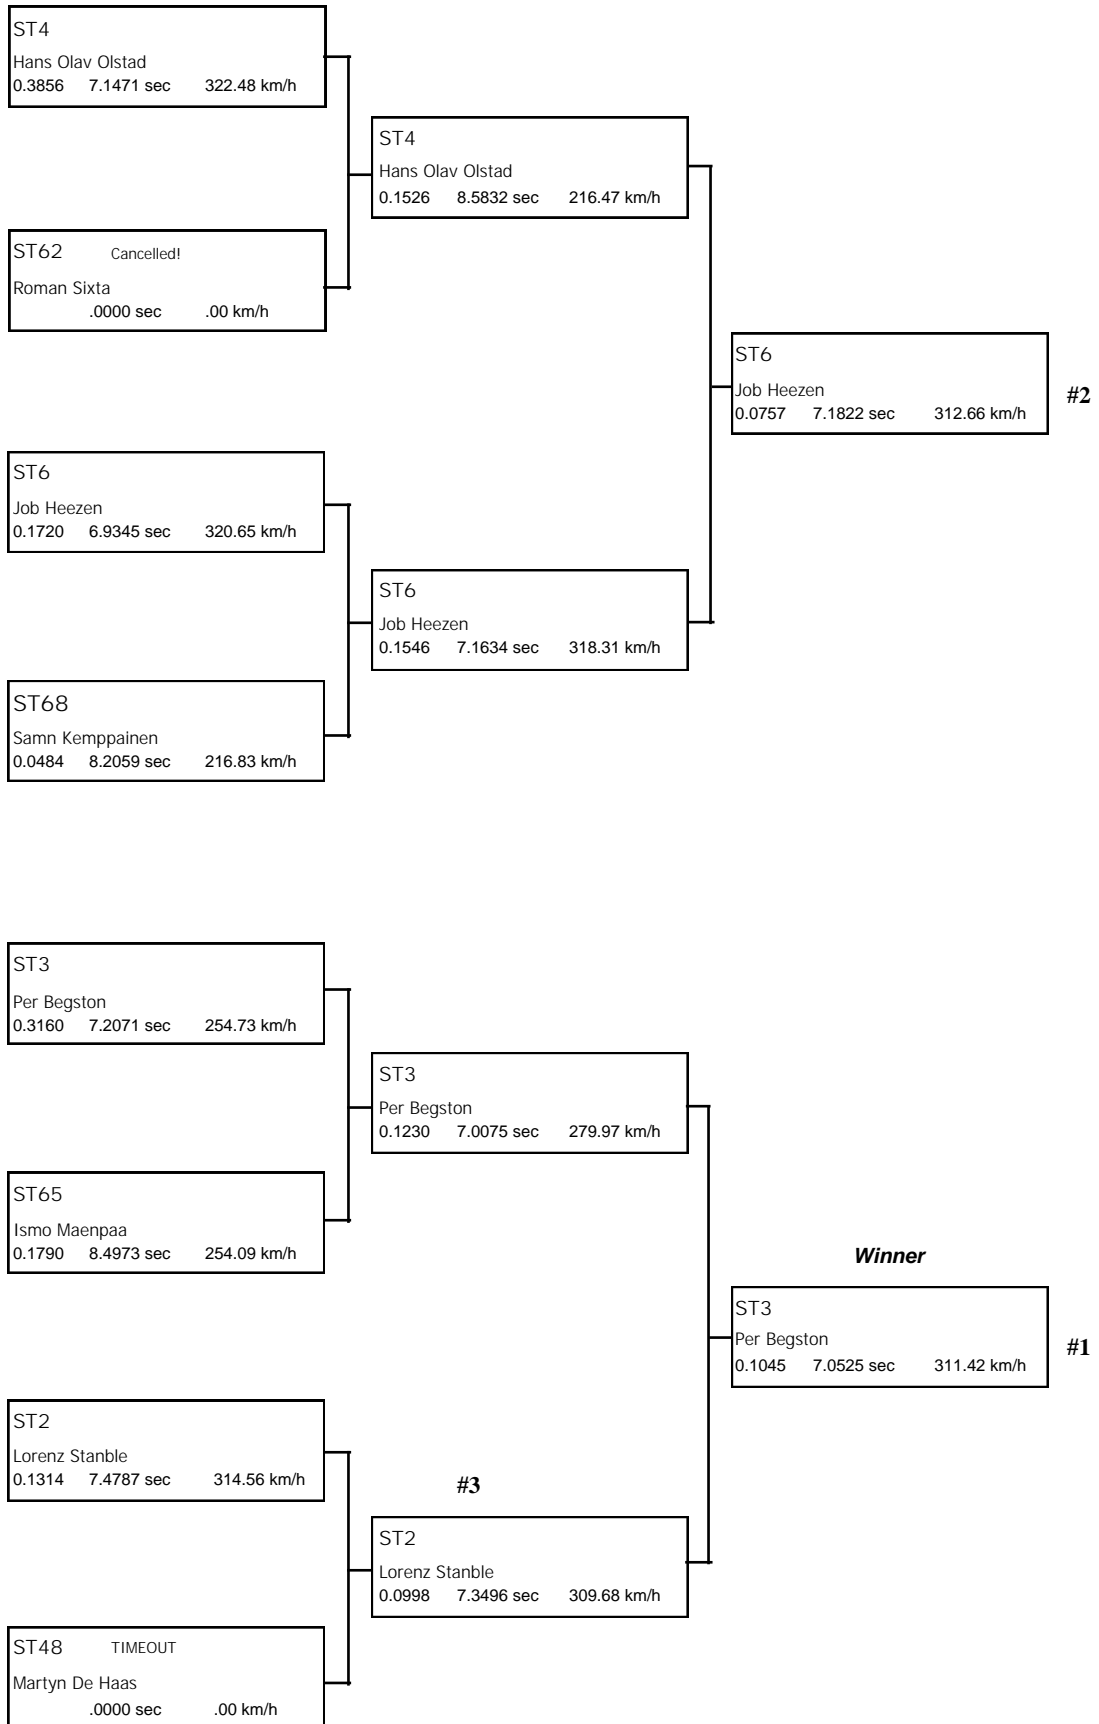 ST4
Hans Olav Olstad
0.3856 7.1471 sec 322.48 km/h
ST4
Hans Olav Olstad
0.1526 8.5832 sec 216.47 km/h
ST62 Cancelled!
Roman Sixta
.0000 sec .00 km/h
ST6
Job Heezen
0.0757 7.1822 sec 312.66 km/h
#2
ST6
Job Heezen
0.1720 6.9345 sec 320.65 km/h
ST6
Job Heezen
0.1546 7.1634 sec 318.31 km/h
ST68
Samn Kemppainen
0.0484 8.2059 sec 216.83 km/h
ST3
Per Begston
0.3160 7.2071 sec 254.73 km/h
ST3
Per Begston
0.1230 7.0075 sec 279.97 km/h
ST65
Ismo Maenpaa
0.1790 8.4973 sec 254.09 km/h
Winner
ST3
Per Begston
0.1045 7.0525 sec 311.42 km/h
#1
ST2
Lorenz Stanble
0.1314 7.4787 sec 314.56 km/h
#3
ST2
Lorenz Stanble
0.0998 7.3496 sec 309.68 km/h
ST48 TIMEOUT
Martyn De Haas
.0000 sec .00 km/h